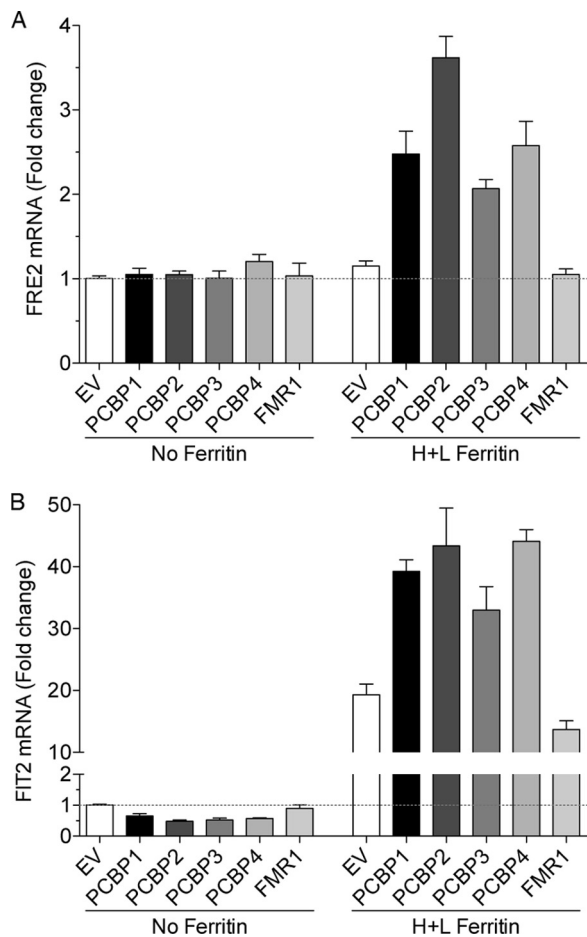 A
FRE2 mRNA (Fold change)
4
3
2
1
0
EV
PCBP1
PCBP2
PCBP3
PCBP4
FMR1
EV
PCBP1
PCBP2
PCBP3
PCBP4
FMR1
No Ferritin
H+L Ferritin
B
FIT2 mRNA (Fold change)
50
40
30
20
10
2
1
0
EV
PCBP1
PCBP2
PCBP3
PCBP4
FMR1
EV
PCBP1
PCBP2
PCBP3
PCBP4
FMR1
No Ferritin
H+L Ferritin